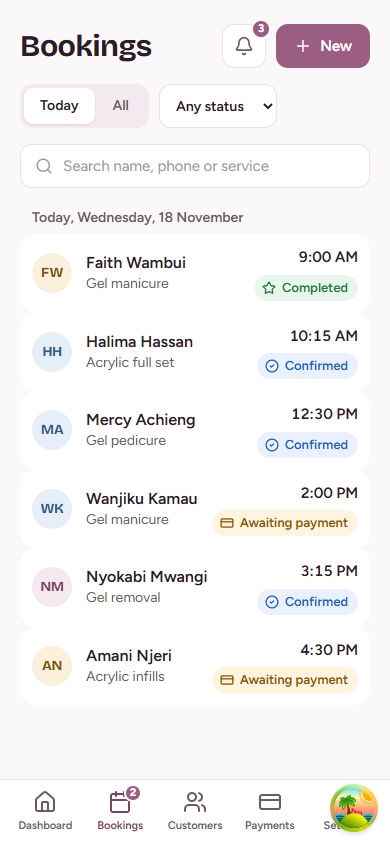 Bookings
3
New
Today
All
Any status
Search name, phone or service
Today, Wednesday, 18 November
FW
Faith Wambui
Gel manicure
9:00 AM
Completed
HH
Halima Hassan
Acrylic full set
10:15 AM
Confirmed
MA
Mercy Achieng
Gel pedicure
12:30 PM
Confirmed
WK
Wanjiku Kamau
Gel manicure
2:00 PM
Awaiting payment
NM
Nyokabi Mwangi
Gel removal
3:15 PM
Confirmed
AN
Amani Njeri
Acrylic infills
4:30 PM
Awaiting payment
2
Dashboard
Bookings
Customers
Payments